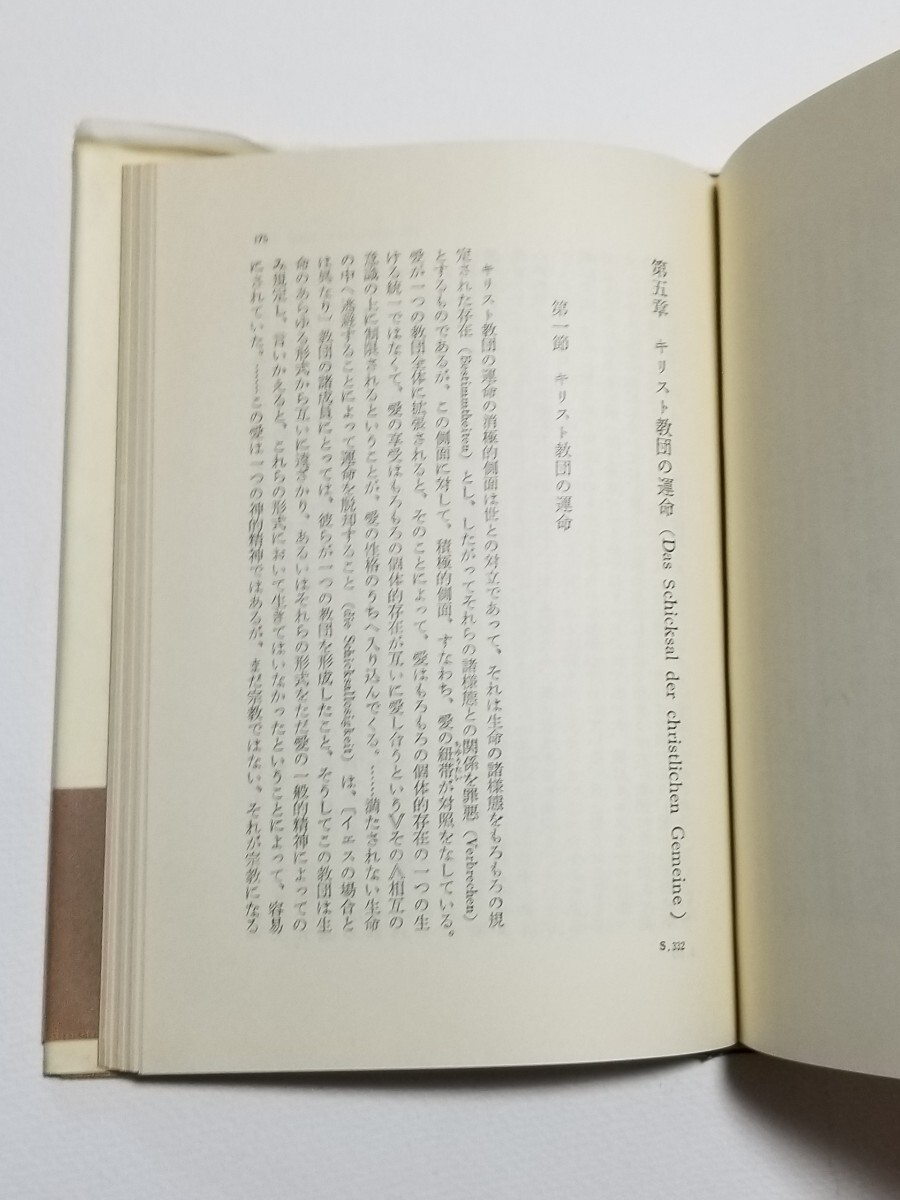 第五章 キリスト教団の運命 (Das Schicksal der christlichen Gemeine)
S.332
第一節 キリスト教団の運命
キリスト教団の運命の消極的側面は世との対立であって、それは生命の諸様態をもろもろの規
定された存在 (Bestimmtheiten) とし、したがってそれらの諸様態との関係を罪悪 (Verbrechen)
とするものであるが、この側面に対して、積極的側面、すなわち、愛の紐帯が対照をなしている。
愛が一つの教団全体に拡張されると、そのことによって、愛はもろもろの個体的存在の一つの生
ける統一ではなくて、愛の享受はもろもろの個体的存在が互いに愛し合うという∨その∧相互の
意識の上に制限されるということが、愛の性格のうちへ入り込んでくる。……満たされない生命
の中へ逃避することによって運命を脱却すること (die Schicksallosigkeit) は、『イエスの場合と
は異なり』教団の諸成員にとっては、彼らが一つの教団を形成したこと、そうしてこの教団は生
命のあらゆる形式から互いに遠ざかり、あるいはそれらの形式をただ愛の一般的精神によっての
み規定し、言いかえると、これらの形式において生きてはいなかったということによって、容易
にされていた。……この愛は一つの神的精神ではあるが、まだ宗教ではない。それが宗教になる
175